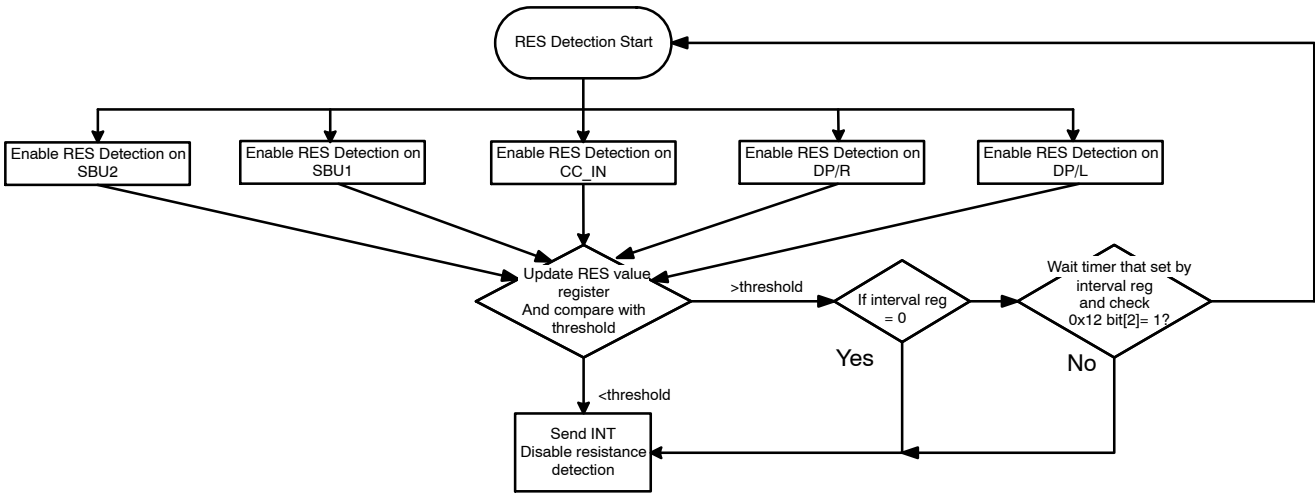 RES Detection Start
Enable RES Detection on
SBU2
Enable RES Detection on
SBU1
Enable RES Detection on
CC_IN
Enable RES Detection on
DP/R
Enable RES Detection on
DP/L
Update RES value
register
And compare with
threshold
>threshold
If interval reg
= 0
Wait timer that set by
interval reg
and check
0x12 bit[2]= 1?
Yes
No
<threshold
Send INT
Disable resistance
detection